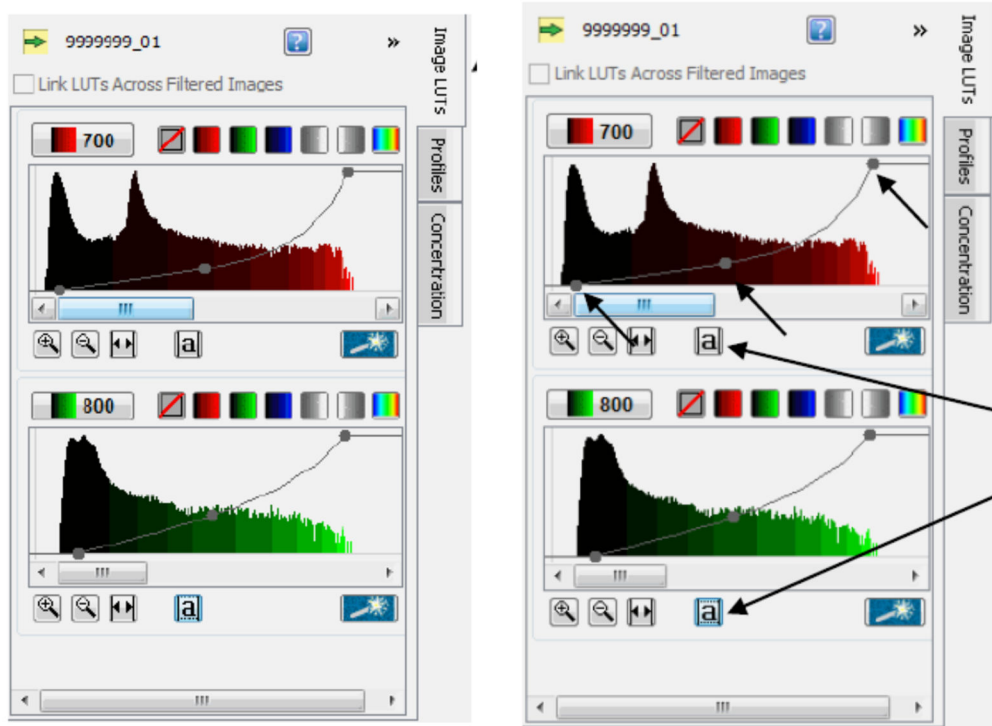 9999999_01 ? »
Link LUTs Across Filtered Images
Image LUTs
Profiles
Concentration
700
a
800
a
9999999_01 ? »
Link LUTs Across Filtered Images
Image LUTs
Profiles
Concentration
700
a
800
a